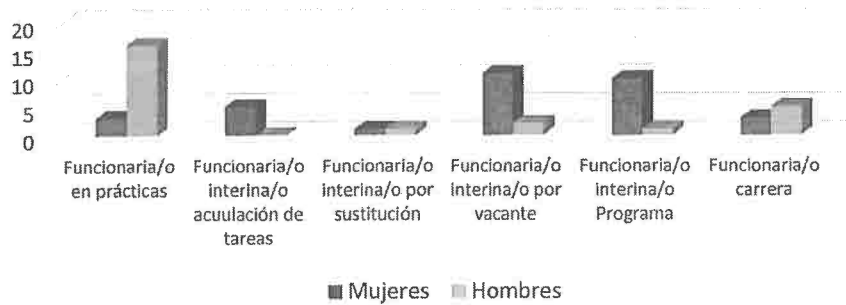 20
15
10
5
0
Funcionaria/o en prácticas
Funcionaria/o interina/o acuulación de tareas
Funcionaria/o interina/o por sustitución
Funcionaria/o interina/o por vacante
Funcionaria/o interina/o Programa
Funcionaria/o carrera
Mujeres Hombres